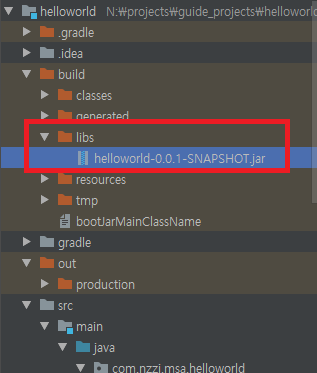 helloworld N:₩projects₩guide_projects₩helloworld
.gradle
.idea
build
classes
generated
libs
helloworld-0.0.1-SNAPSHOT.jar
resources
tmp
bootJarMainClassName
gradle
out
production
src
main
java
com.nzzi.msa.helloworld